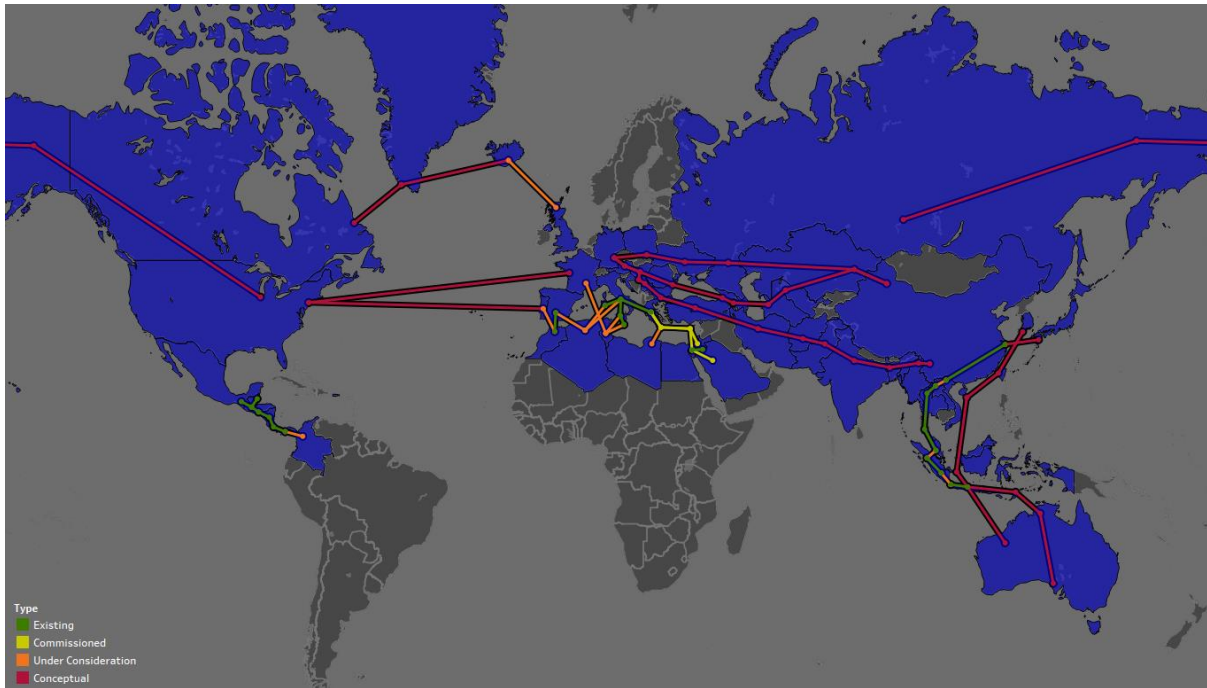 Type
Existing
Commissioned
Under Consideration
Conceptual